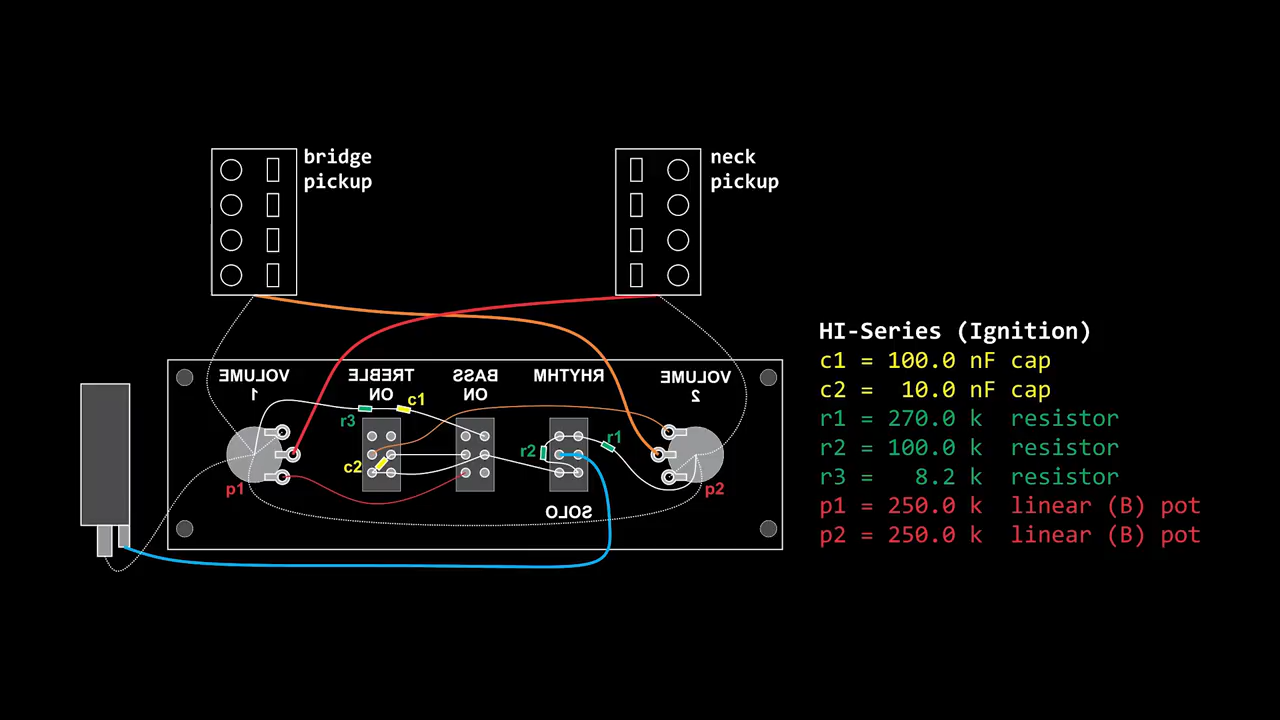 bridge
pickup
neck
pickup
VOLUME
1
TREBLE
ON
BASS
ON
RHYTHM
VOLUME
2
r3
c1
c2
r2
r1
p1
p2
SOLO
HI-Series (Ignition)
c1 = 100.0 nF cap
c2 = 10.0 nF cap
r1 = 270.0 k resistor
r2 = 100.0 k resistor
r3 = 8.2 k resistor
p1 = 250.0 k linear (B) pot
p2 = 250.0 k linear (B) pot